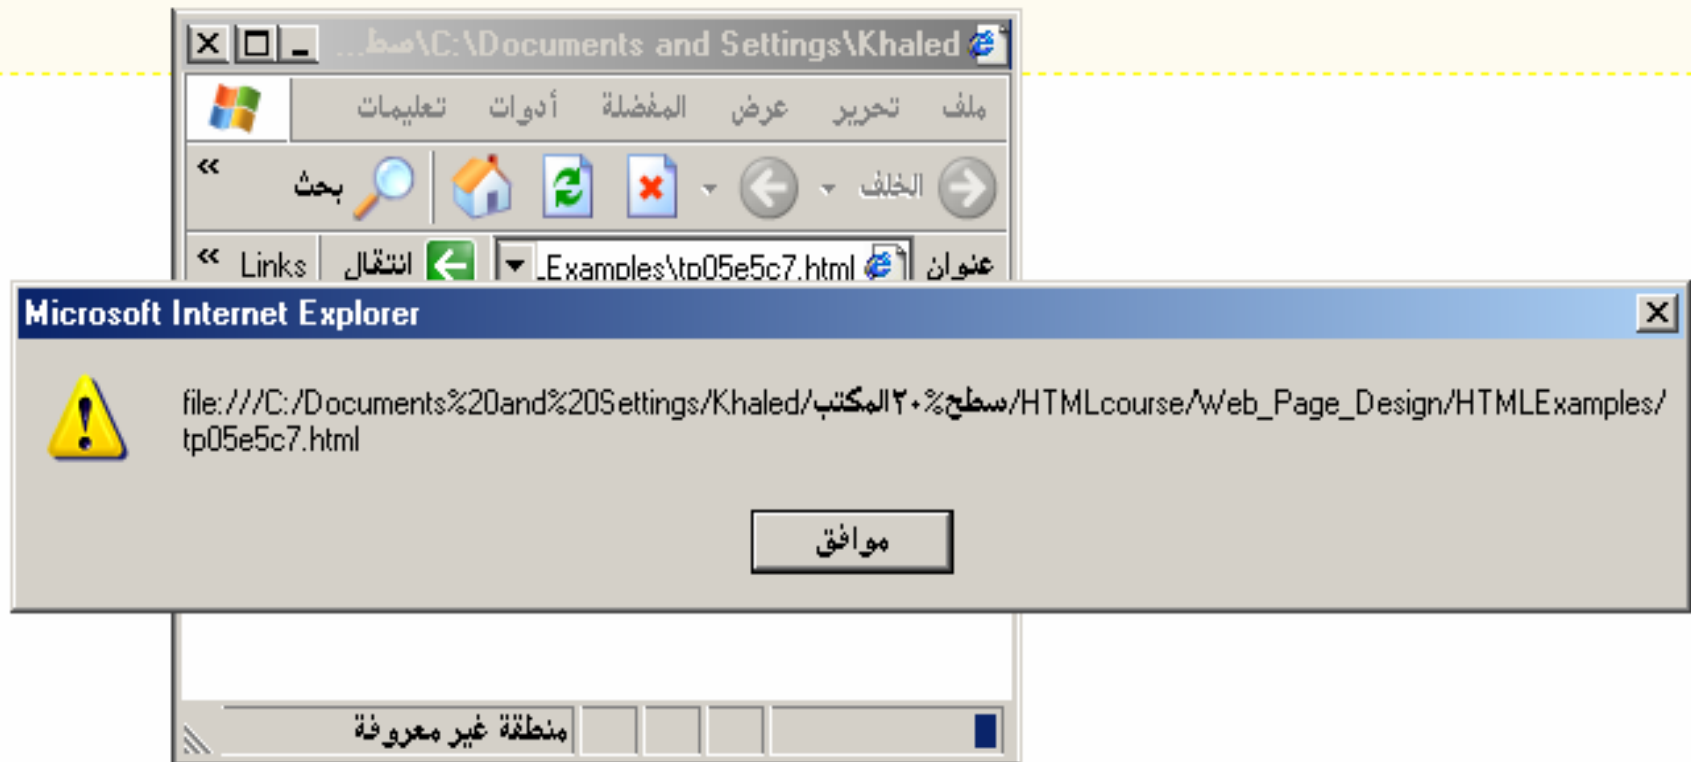 C:\Documents and Settings\Khaled\سط...
ملف تحرير عرض المفضلة أدوات تعليمات
الخلف بحث »
عنوان Examples\tp05e5c7.html انتقال Links »
Microsoft Internet Explorer
file:///C:/Documents%20and%20Settings/Khaled/سطح%٢٠المكتب/HTMLcourse/Web_Page_Design/HTMLExamples/
tp05e5c7.html
موافق
منطقة غير معروفة